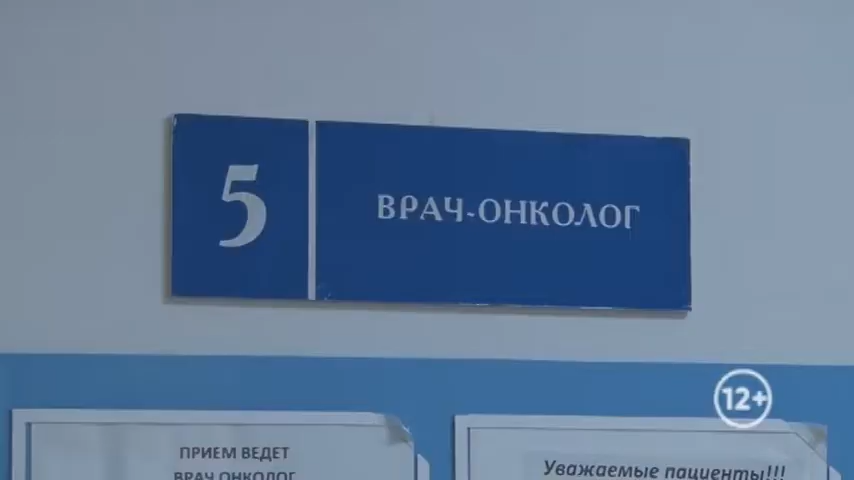 5
ВРАЧ-ОНКОЛОГ
12+
ПРИЕМ ВЕДЕТ
ВРАЧ ОНКОЛОГ
Уважаемые пациенты!!!